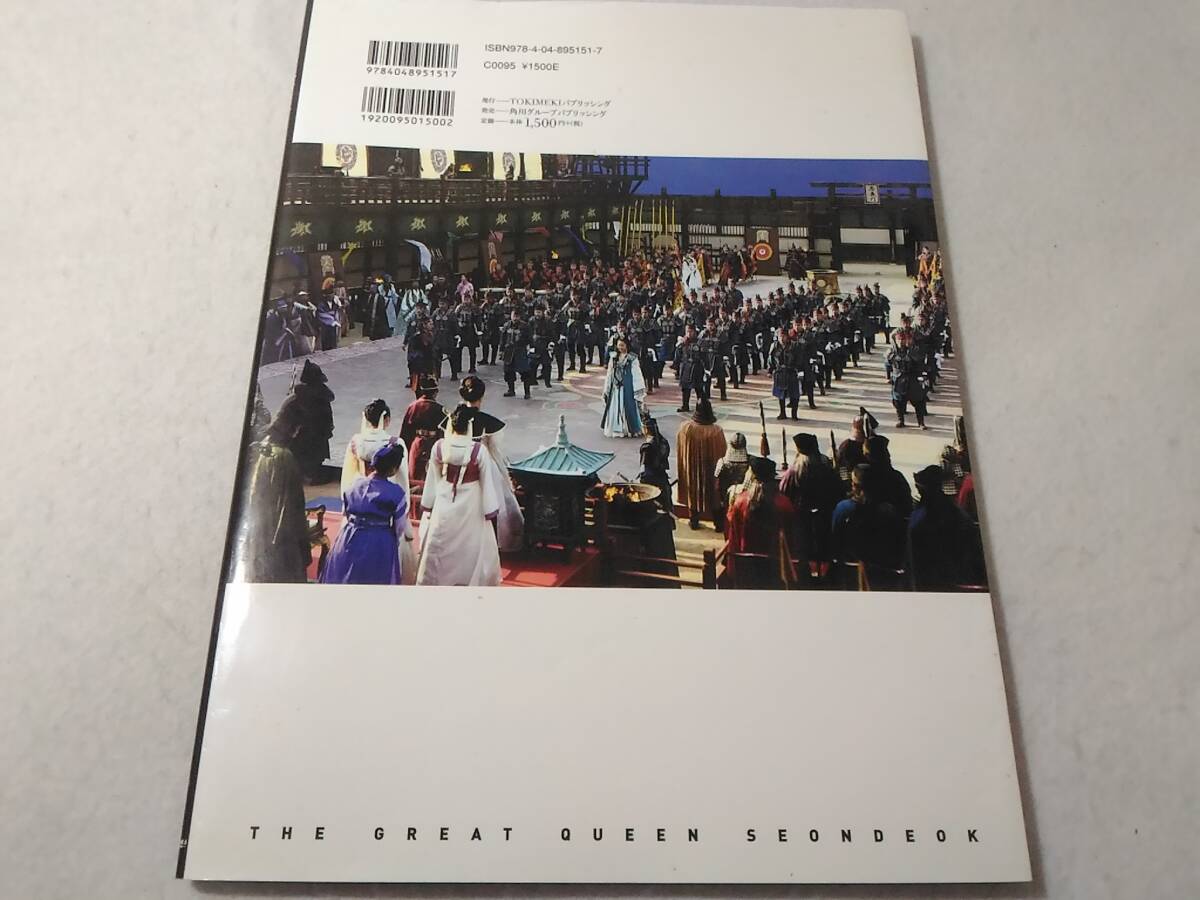 ISBN978-4-04-895151-7
9784048951517
C0095 ¥1500E
発行──TOKIMEKIパブリッシング
発売──角川グループパブリッシング
1920095015002
定価──本体1,500円+(税)
THE GREAT QUEEN SEONDEOK